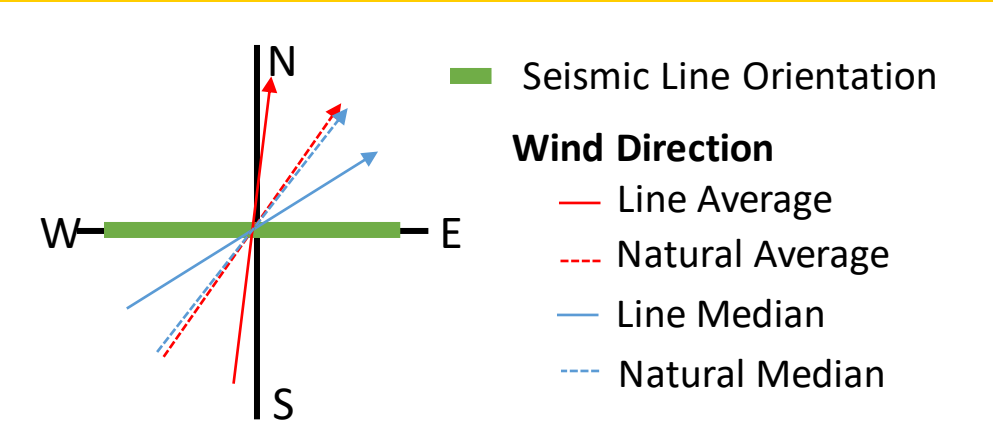 N
Seismic Line Orientation
Wind Direction
Line Average
W
E
Natural Average
Line Median
Natural Median
S